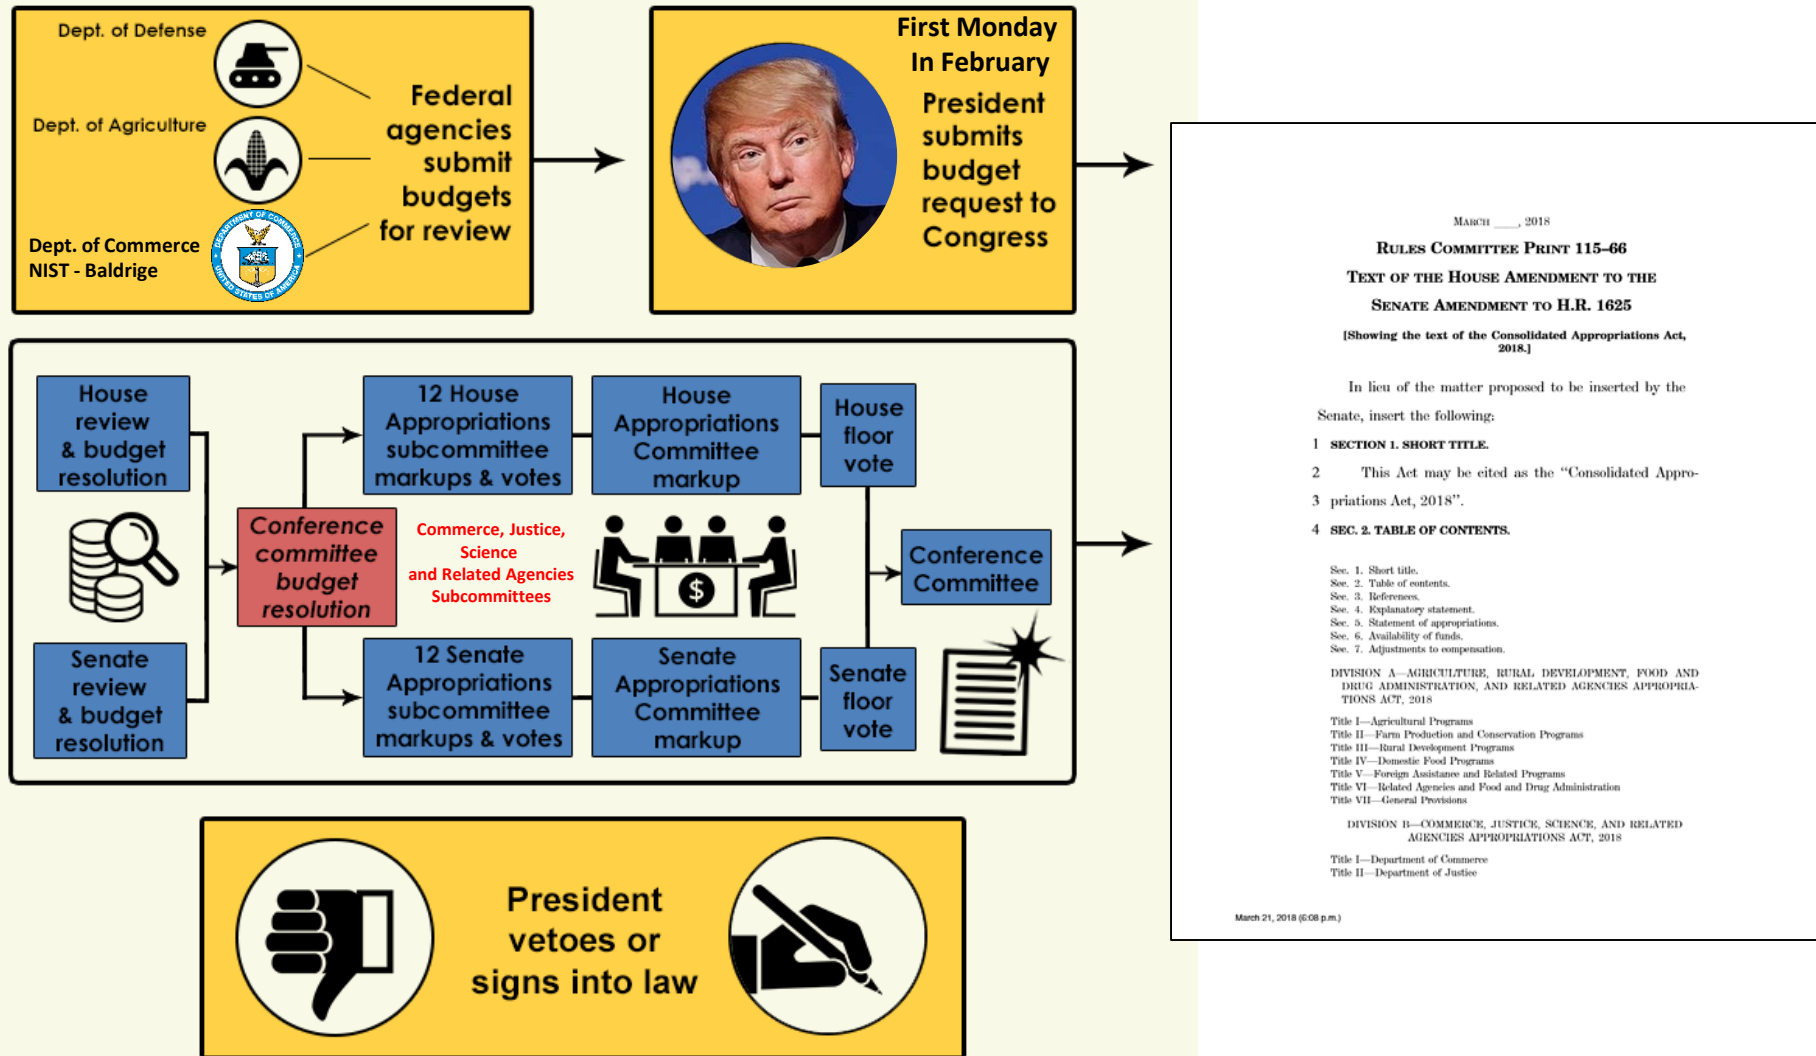 Dept. of Defense
Dept. of Agriculture
Dept. of Commerce
NIST - Baldrige
DEPARTMENT OF COMMERCE
UNITED STATES OF AMERICA
Federal
agencies
submit
budgets
for review
First Monday
In February
President
submits
budget
request to
Congress
House
review
& budget
resolution
Senate
review
& budget
resolution
Conference
committee
budget
resolution
12 House
Appropriations
subcommittee
markups & votes
House
Appropriations
Committee
markup
House
floor
vote
Commerce, Justice,
Science
and Related Agencies
Subcommittees
$
12 Senate
Appropriations
subcommittee
markups & votes
Senate
Appropriations
Committee
markup
Senate
floor
vote
Conference
Committee
President
vetoes or
signs into law
MARCH ___, 2018
RULES COMMITTEE PRINT 115–66
TEXT OF THE HOUSE AMENDMENT TO THE
SENATE AMENDMENT TO H.R. 1625
[Showing the text of the Consolidated Appropriations Act,
2018.]
In lieu of the matter proposed to be inserted by the
Senate, insert the following:
1 SECTION 1. SHORT TITLE.
2 This Act may be cited as the “Consolidated Appro-
3 priations Act, 2018”.
4 SEC. 2. TABLE OF CONTENTS.
Sec. 1. Short title.
Sec. 2. Table of contents.
Sec. 3. References.
Sec. 4. Explanatory statement.
Sec. 5. Statement of appropriations.
Sec. 6. Availability of funds.
Sec. 7. Adjustments to compensation.
DIVISION A—AGRICULTURE, RURAL DEVELOPMENT, FOOD AND
DRUG ADMINISTRATION, AND RELATED AGENCIES APPROPRIA-
TIONS ACT, 2018
Title I—Agricultural Programs
Title II—Farm Production and Conservation Programs
Title III—Rural Development Programs
Title IV—Domestic Food Programs
Title V—Foreign Assistance and Related Programs
Title VI—Related Agencies and Food and Drug Administration
Title VII—General Provisions
DIVISION B—COMMERCE, JUSTICE, SCIENCE, AND RELATED
AGENCIES APPROPRIATIONS ACT, 2018
Title I—Department of Commerce
Title II—Department of Justice
March 21, 2018 (6:08 p.m.)